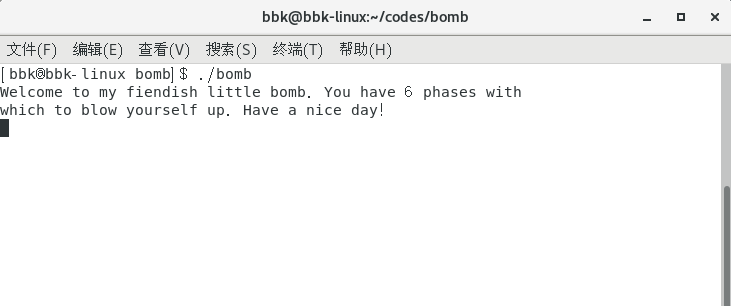 bbk@bbk-linux:~/codes/bomb
文件(F) 编辑(E) 查看(V) 搜索(S) 终端(T) 帮助(H)
[bbk@bbk-linux bomb]$ ./bomb
Welcome to my fiendish little bomb. You have 6 phases with
which to blow yourself up. Have a nice day!